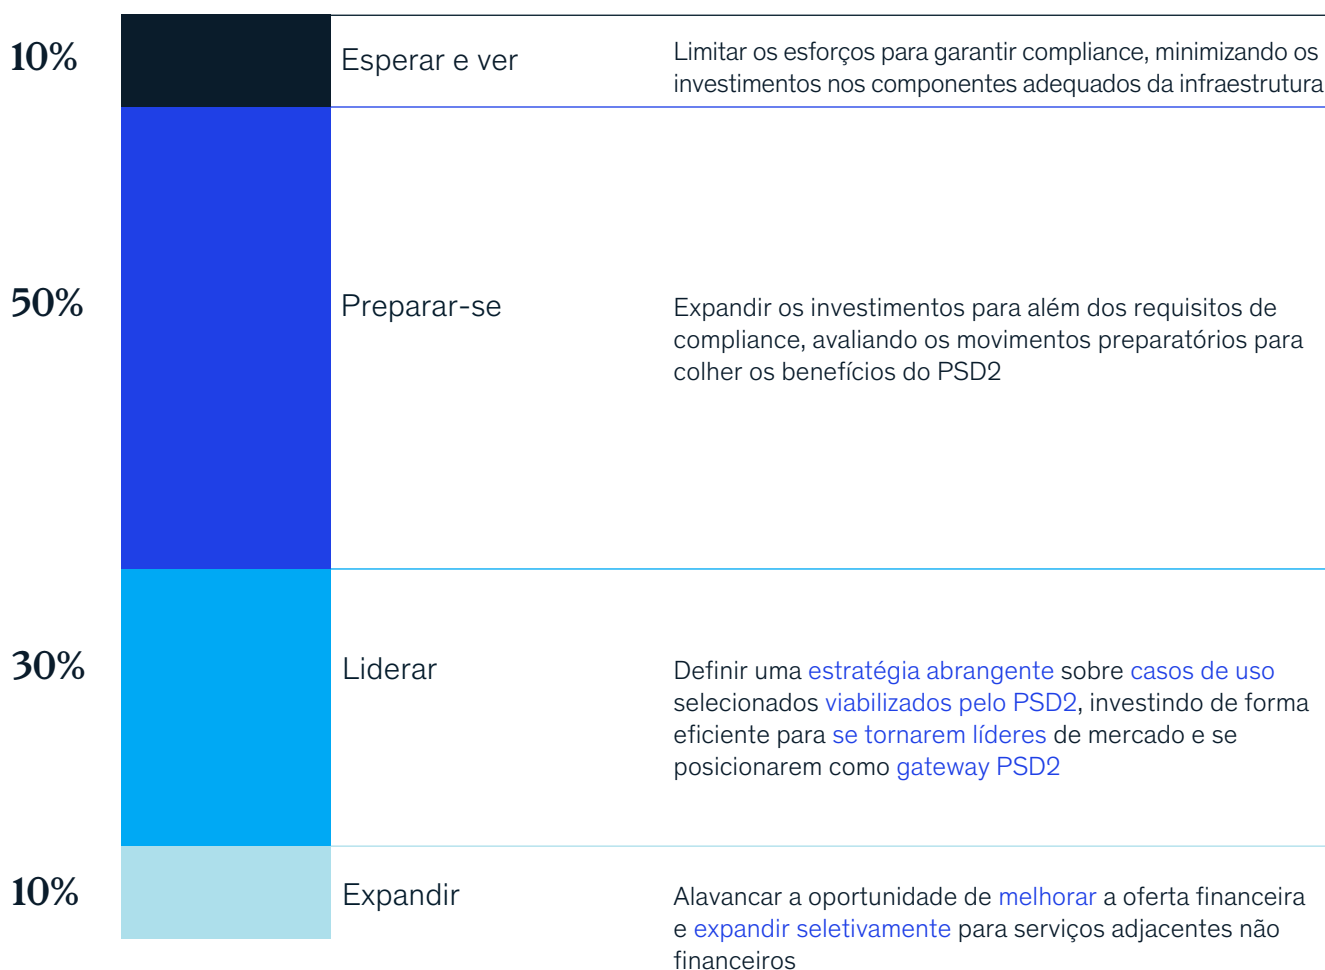 10%
Esperar e ver
Limitar os esforços para garantir compliance, minimizando os
investimentos nos componentes adequados da infraestrutura
50%
Preparar-se
Expandir os investimentos para além dos requisitos de
compliance, avaliando os movimentos preparatórios para
colher os benefícios do PSD2
30%
Liderar
Definir uma estratégia abrangente sobre casos de uso
selecionados viabilizados pelo PSD2, investindo de forma
eficiente para se tornarem líderes de mercado e se
posicionarem como gateway PSD2
10%
Expandir
Alavancar a oportunidade de melhorar a oferta financeira
e expandir seletivamente para serviços adjacentes não
financeiros